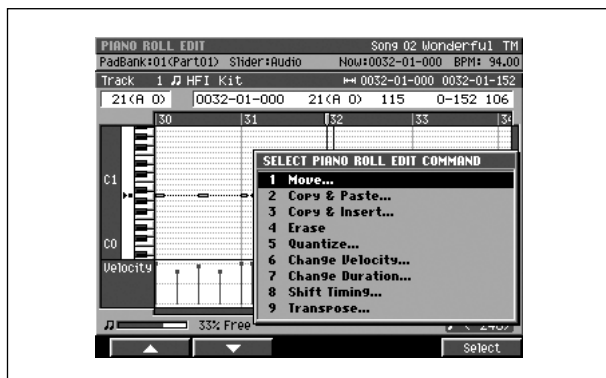 PIANO ROLL EDIT Song 02 Wonderful TM
PadBank:01(Part01) Slider:Audio Now:0032-01-000 BPM: 94.00
Track 1 HFI Kit 0032-01-000 0032-01-152
21(A 0) 0032-01-000 21(A 0) 115 0-152 106
30 31 32 33
C1
C0
Velocity
SELECT PIANO ROLL EDIT COMMAND
1 Move...
2 Copy & Paste...
3 Copy & Insert...
4 Erase
5 Quantize...
6 Change Velocity...
7 Change Duration...
8 Shift Timing...
9 Transpose...
33% Free
Select